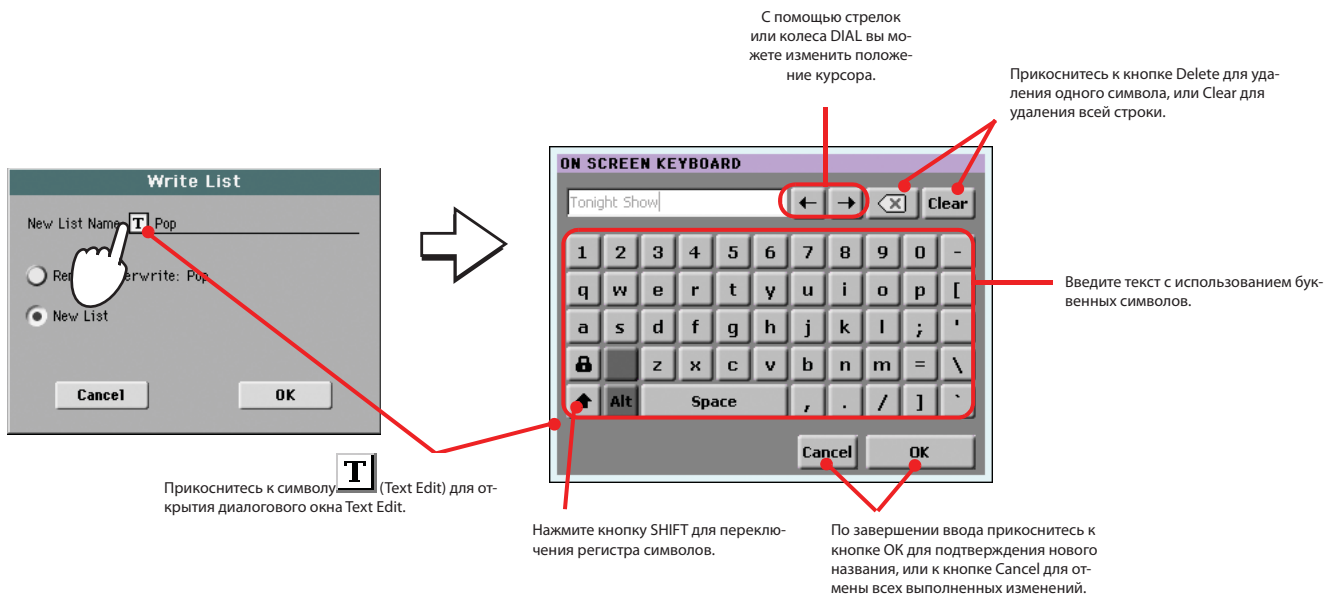 С помощью стрелок
или колеса DIAL вы мо-
жете изменить положе-
ние курсора.
Прикоснитесь к кнопке Delete для уда-
ления одного символа, или Clear для
удаления всей строки.
Write List
New List Name T Pop
Pop
New List
Cancel OK
ON SCREEN KEYBOARD
Tonight Show ← → Clear
1 2 3 4 5 6 7 8 9 0 -
q w e r t y u i o p [
a s d f g h j k l ; '
z x c v b n m = \
Alt Space , . / ] `
Cancel OK
Введите текст с использованием бук-
венных символов.
Прикоснитесь к символу T (Text Edit) для от-
крытия диалогового окна Text Edit.
Нажмите кнопку SHIFT для переклю-
чения регистра символов.
По завершении ввода прикоснитесь к
кнопке ОК для подтверждения нового
названия, или к кнопке Cancel для от-
мены всех выполненных изменений.